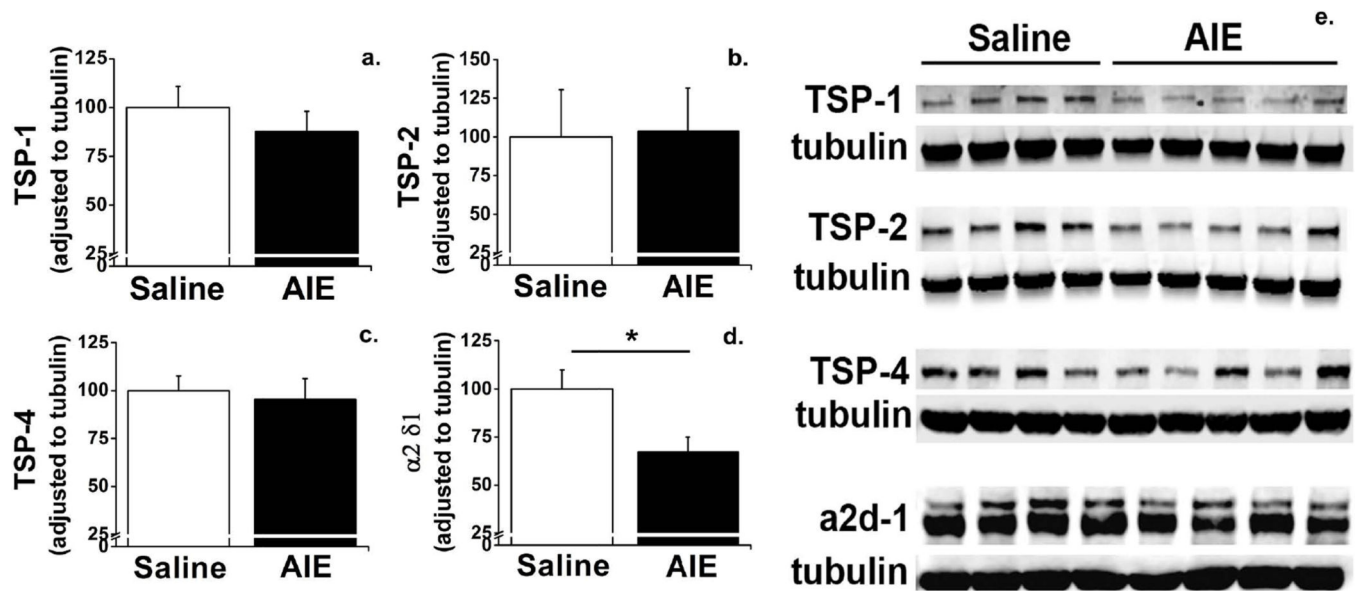 a.
TSP-1
(adjusted to tubulin)
125
100
75
50
25
0
Saline AIE
b.
TSP-2
(adjusted to tubulin)
150
125
100
75
50
25
0
Saline AIE
c.
TSP-4
(adjusted to tubulin)
125
100
75
50
25
0
Saline AIE
d.
α2 δ1
(adjusted to tubulin)
125
100
75
50
25
0
*
Saline AIE
e.
Saline AIE
TSP-1
tubulin
TSP-2
tubulin
TSP-4
tubulin
a2d-1
tubulin